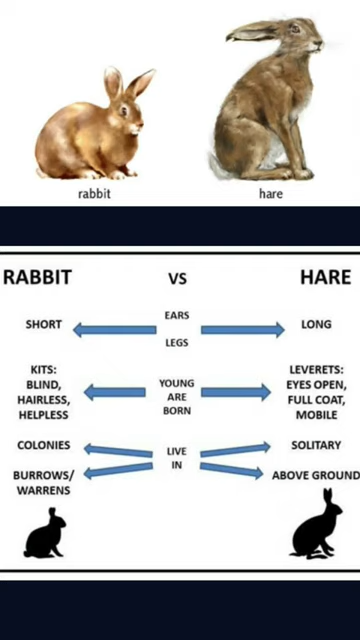 rabbit
hare
RABBIT
VS
HARE
EARS
LEGS
SHORT
LONG
KITS:
BLIND,
HAIRLESS,
HELPLESS
YOUNG
ARE
BORN
LEVERETS:
EYES OPEN,
FULL COAT,
MOBILE
COLONIES
LIVE
IN
SOLITARY
BURROWS/
WARRENS
ABOVE GROUND